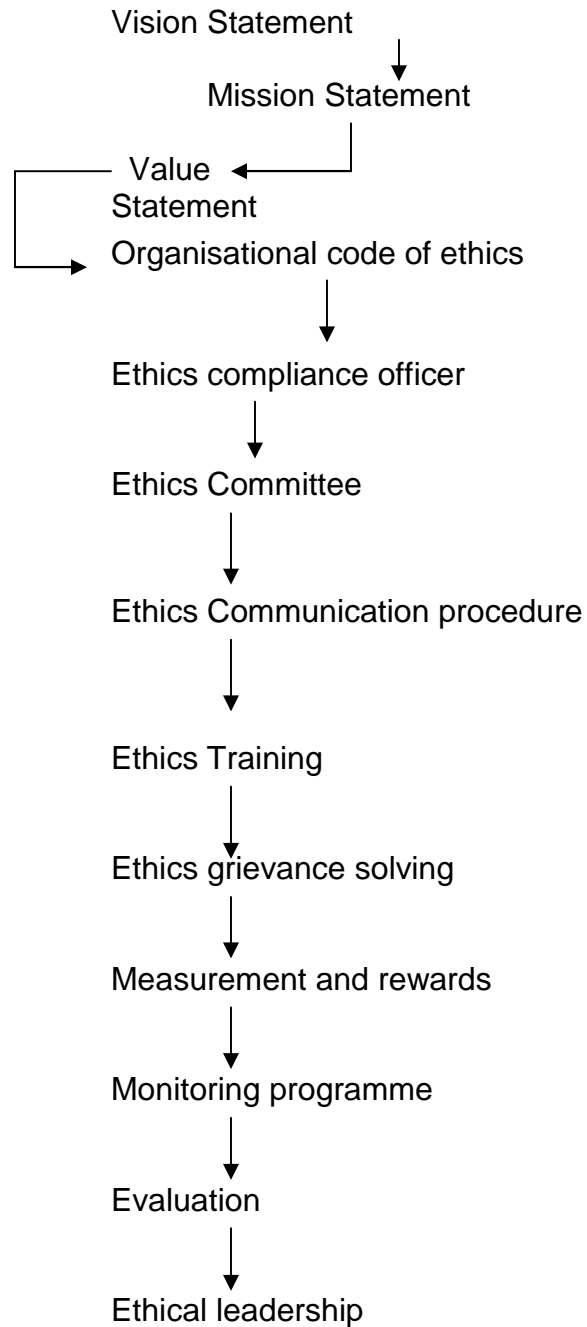 Vision Statement
Mission Statement
Value
Statement
Organisational code of ethics
Ethics compliance officer
Ethics Committee
Ethics Communication procedure
Ethics Training
Ethics grievance solving
Measurement and rewards
Monitoring programme
Evaluation
Ethical leadership